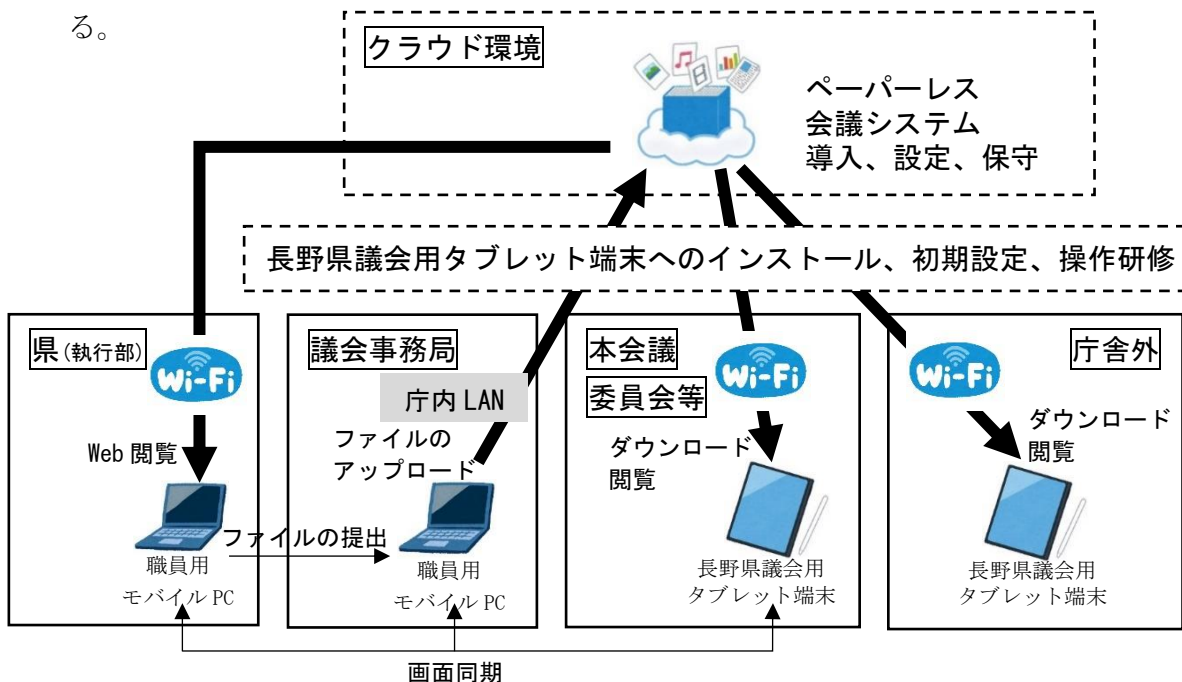 る。
クラウド環境
ペーパーレス
会議システム
導入、設定、保守
長野県議会用タブレット端末へのインストール、初期設定、操作研修
県(執行部)
Wi-Fi
Web 閲覧
職員用
モバイル PC
ファイルの提出
議会事務局
庁内 LAN
ファイルの
アップロード
職員用
モバイル PC
本会議
委員会等
Wi-Fi
ダウンロード
閲覧
長野県議会用
タブレット端末
庁舎外
Wi-Fi
ダウンロード
閲覧
長野県議会用
タブレット端末
画面同期